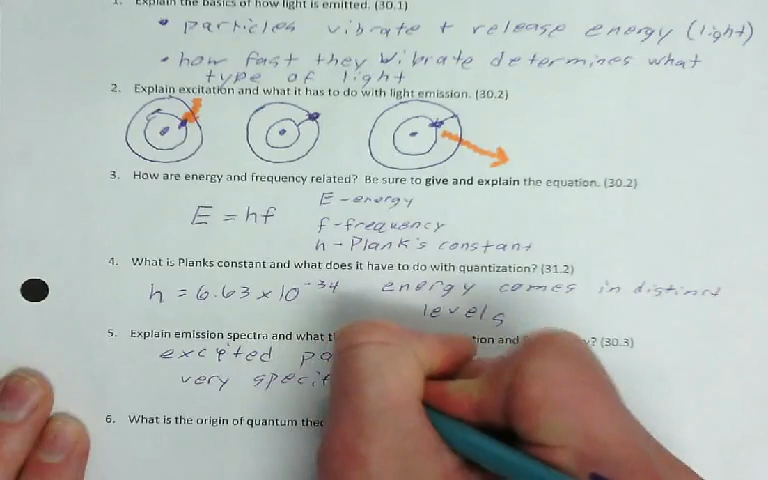 1. Explain the basics of how light is emitted. (30.1)
• particles vibrate + release energy (light)
• how fast they vibrate determines what
type of light
2. Explain excitation and what it has to do with light emission. (30.2)
3. How are energy and frequency related? Be sure to give and explain the equation. (30.2)
E = hf
E - energy
f - frequency
h - Plank's constant
4. What is Planks constant and what does it have to do with quantization? (31.2)
h = 6.63 x 10^-34 energy comes in distinct
levels
5. Explain emission spectra and what and (30.3)
very
6. What is the origin of quantum